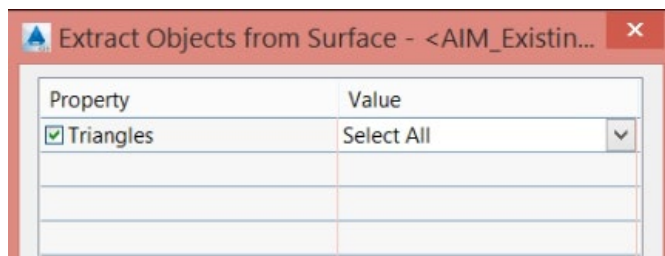 Extract Objects from Surface - <AIM_Existin...
Property Value
Triangles Select All